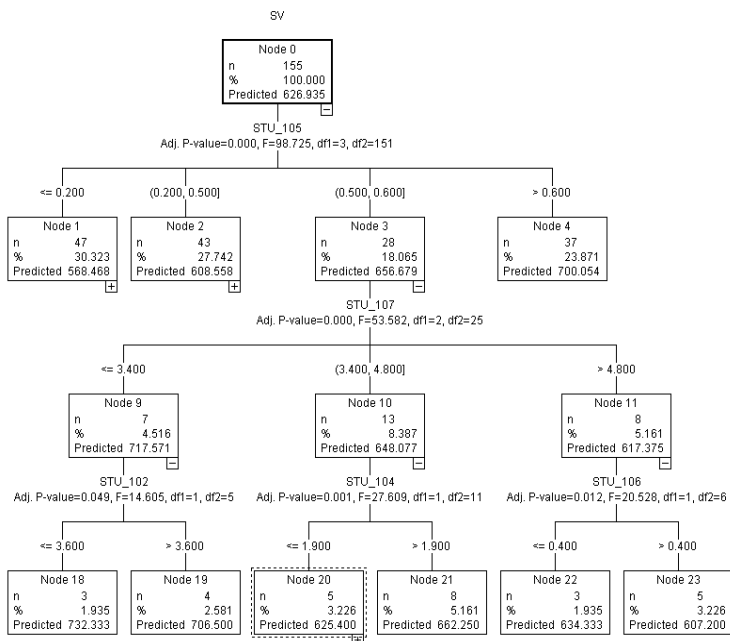 SV
Node 0
n 155
% 100.000
Predicted 626.935
STU_105
Adj. P-value=0.000, F=98.725, df1=3, df2=151
<= 0.200
(0.200, 0.500]
(0.500, 0.600]
> 0.600
Node 1
n 47
% 30.323
Predicted 568.468
Node 2
n 43
% 27.742
Predicted 608.558
Node 3
n 28
% 18.065
Predicted 656.679
Node 4
n 37
% 23.871
Predicted 700.054
STU_107
Adj. P-value=0.000, F=53.582, df1=2, df2=25
<= 3.400
(3.400, 4.800]
> 4.800
Node 9
n 7
% 4.516
Predicted 717.571
Node 10
n 13
% 8.387
Predicted 648.077
Node 11
n 8
% 5.161
Predicted 617.375
STU_102
Adj. P-value=0.049, F=14.605, df1=1, df2=5
STU_104
Adj. P-value=0.001, F=27.609, df1=1, df2=11
STU_106
Adj. P-value=0.012, F=20.528, df1=1, df2=6
<= 3.600
> 3.600
<= 1.900
> 1.900
<= 0.400
> 0.400
Node 18
n 3
% 1.935
Predicted 732.333
Node 19
n 4
% 2.581
Predicted 706.500
Node 20
n 5
% 3.226
Predicted 625.400
Node 21
n 8
% 5.161
Predicted 662.250
Node 22
n 3
% 1.935
Predicted 634.333
Node 23
n 5
% 3.226
Predicted 607.200